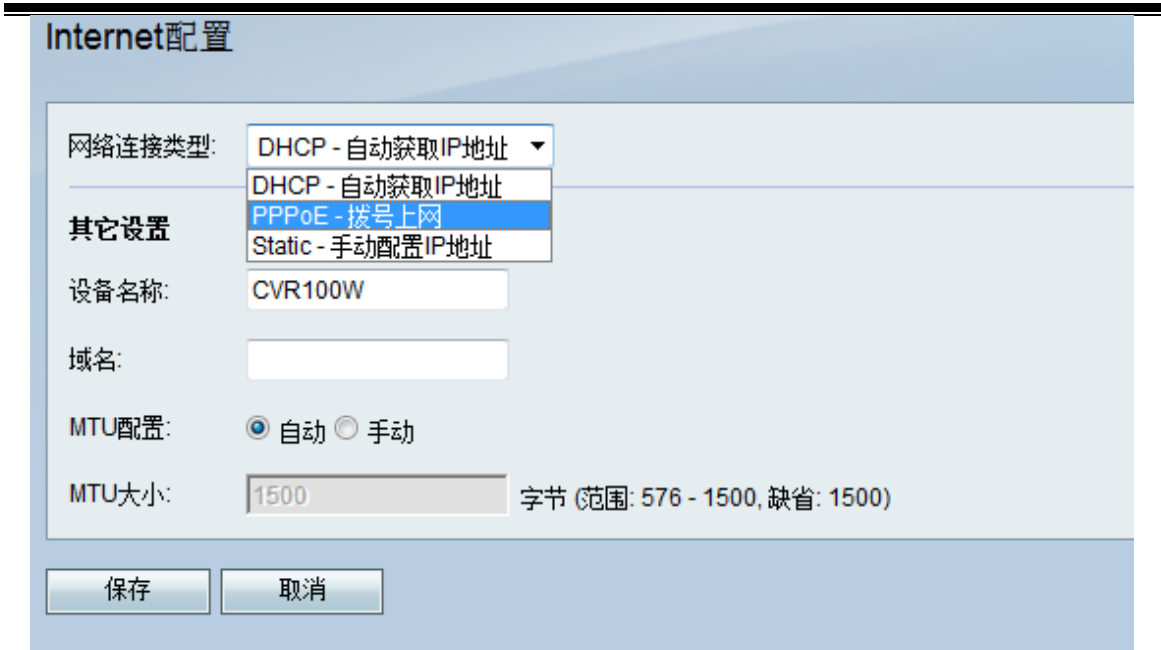 Internet配置
网络连接类型: DHCP - 自动获取IP地址
DHCP - 自动获取IP地址
PPPoE - 拨号上网
Static - 手动配置IP地址
其它设置
设备名称: CVR100W
域名:
MTU配置: 自动 手动
MTU大小: 1500 字节 (范围: 576 - 1500, 缺省: 1500)
保存 取消